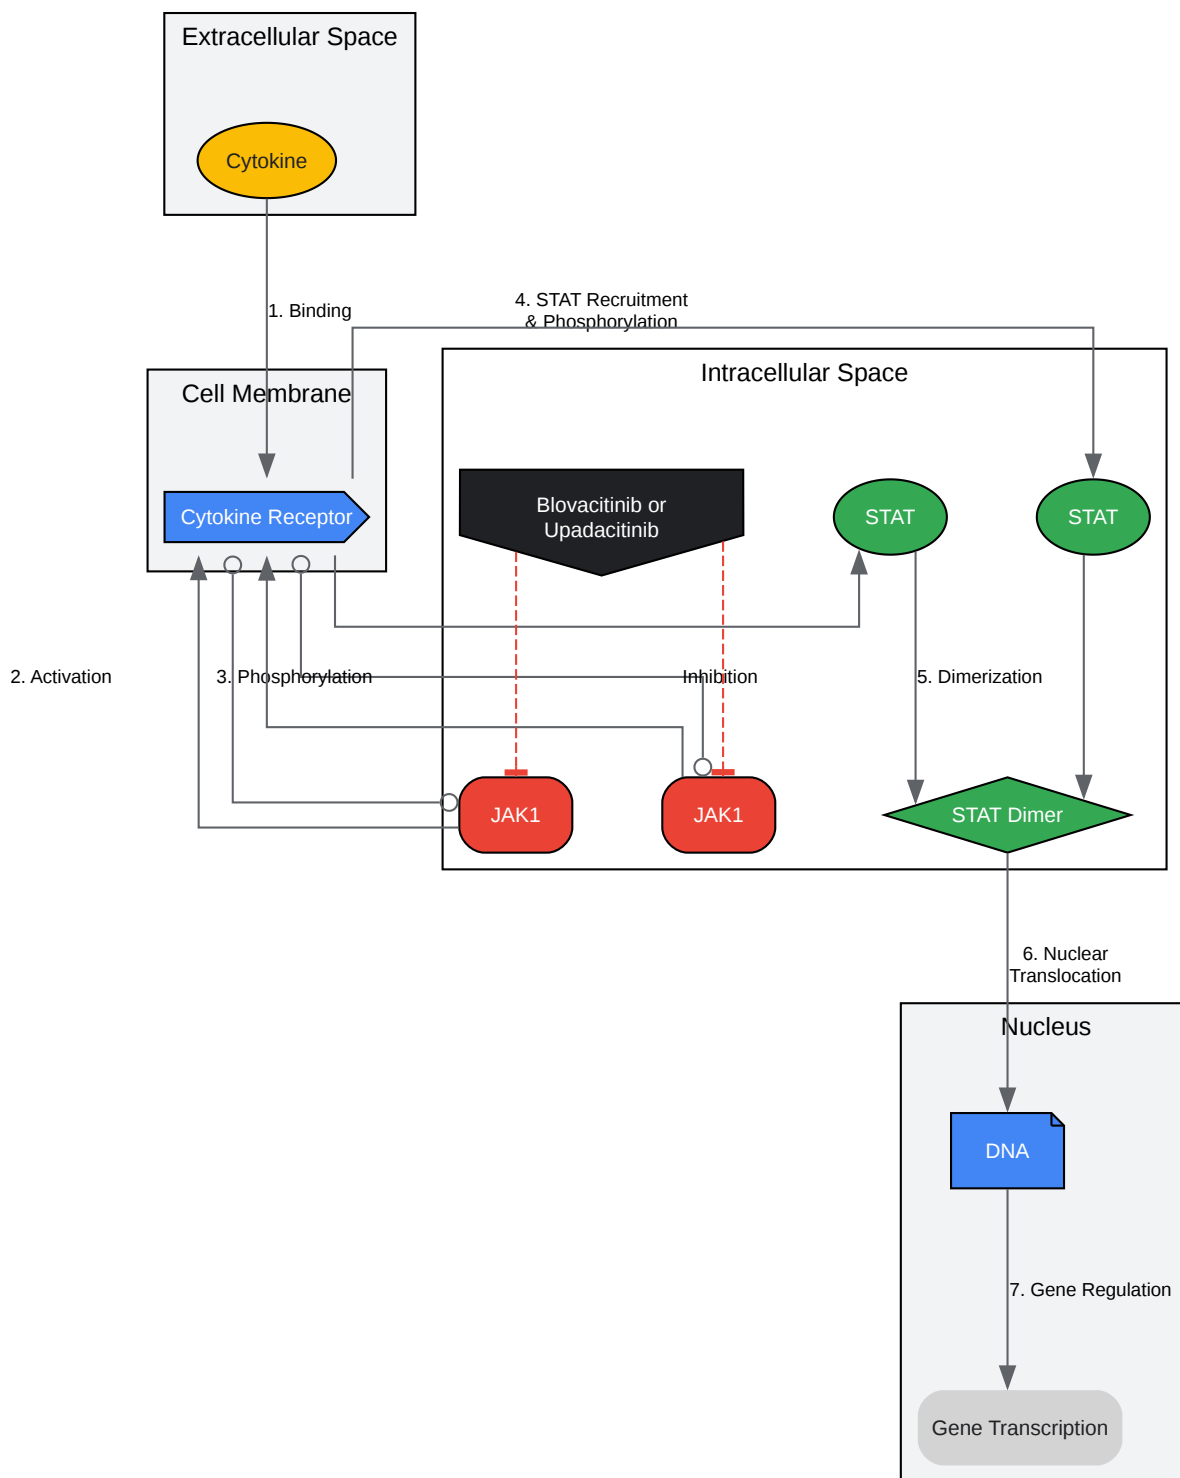 Extracellular Space
Cytokine
1. Binding
4. STAT Recruitment
& Phosphorylation
Cell Membrane
Intracellular Space
Cytokine Receptor
Blovacitinib or
Upadacitinib
STAT
STAT
2. Activation
3. Phosphorylation
Inhibition
5. Dimerization
JAK1
JAK1
STAT Dimer
6. Nuclear
Translocation
Nucleus
DNA
7. Gene Regulation
Gene Transcription